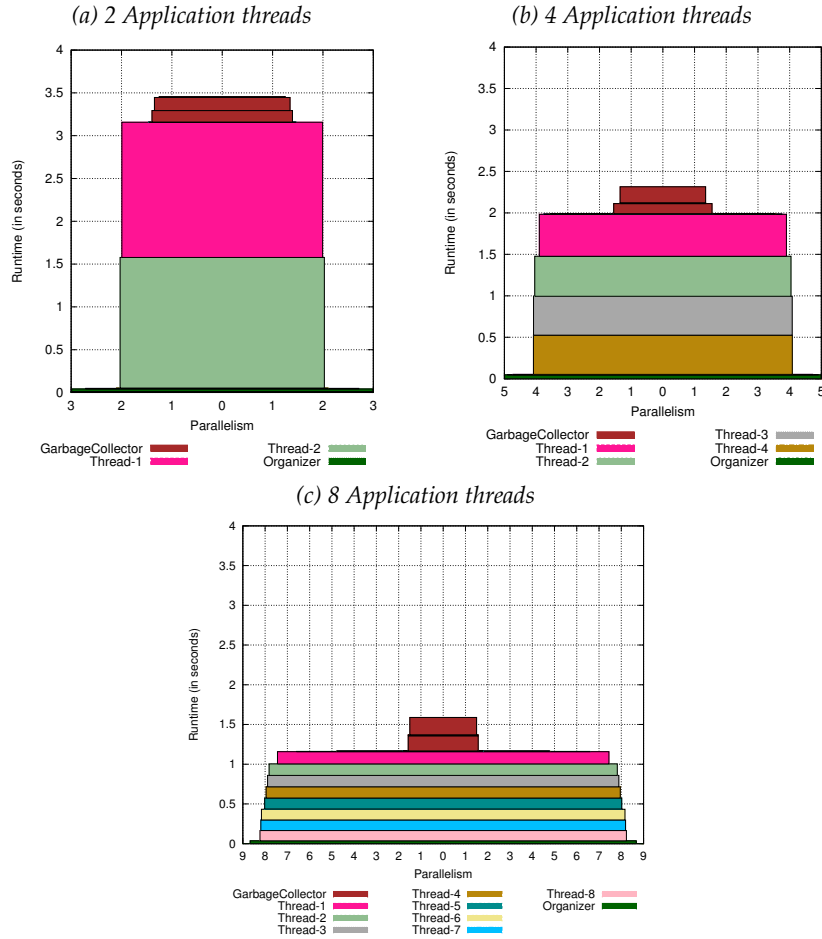 (a) 2 Application threads
4
3.5
3
2.5
2
1.5
1
0.5
0
Runtime (in seconds)
3 2 1 0 1 2 3
Parallelism
GarbageCollector
Thread-1
Thread-2
Organizer
(b) 4 Application threads
4
3.5
3
2.5
2
1.5
1
0.5
0
Runtime (in seconds)
5 4 3 2 1 0 1 2 3 4 5
Parallelism
GarbageCollector
Thread-1
Thread-2
Thread-3
Thread-4
Organizer
(c) 8 Application threads
4
3.5
3
2.5
2
1.5
1
0.5
0
Runtime (in seconds)
9 8 7 6 5 4 3 2 1 0 1 2 3 4 5 6 7 8 9
Parallelism
GarbageCollector
Thread-1
Thread-2
Thread-3
Thread-4
Thread-5
Thread-6
Thread-7
Thread-8
Organizer